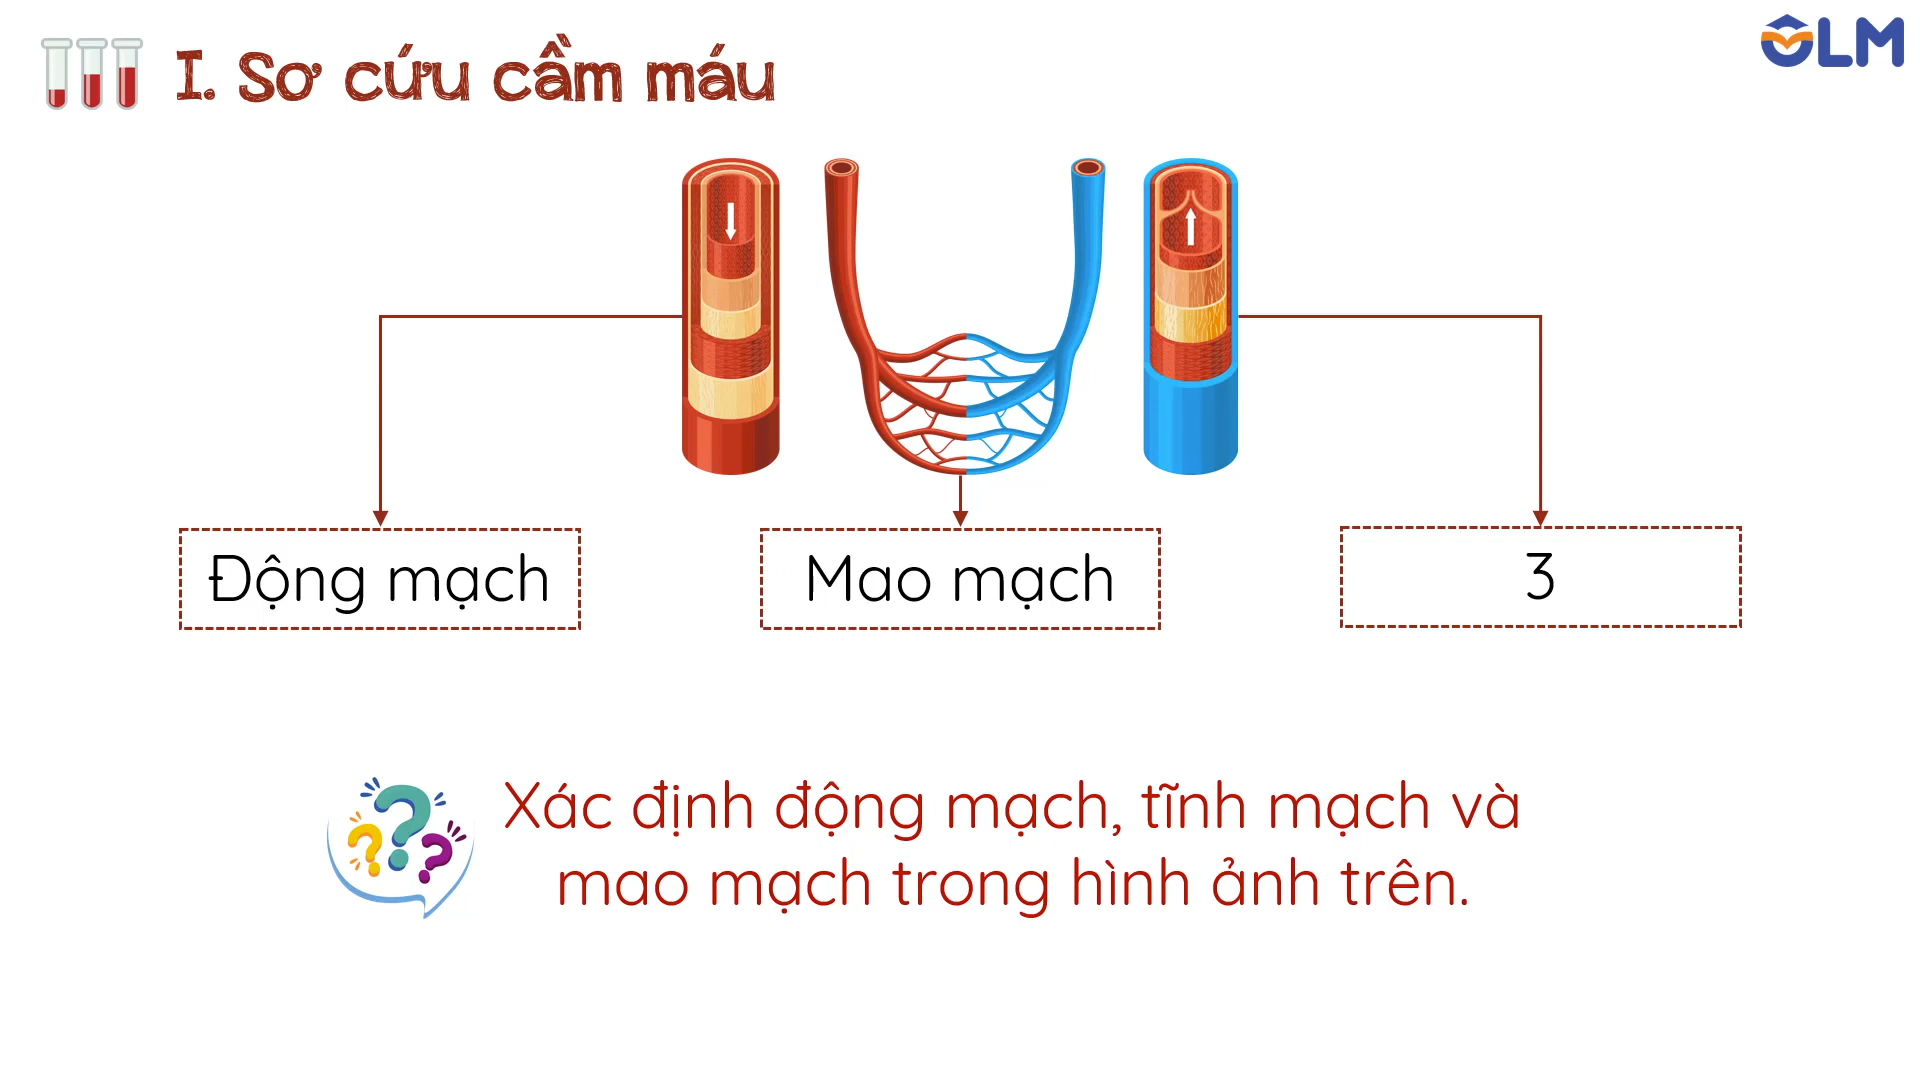 I. Sơ cứu cầm máu
OLM
Động mạch
Mao mạch
3
Xác định động mạch, tĩnh mạch và
mao mạch trong hình ảnh trên.